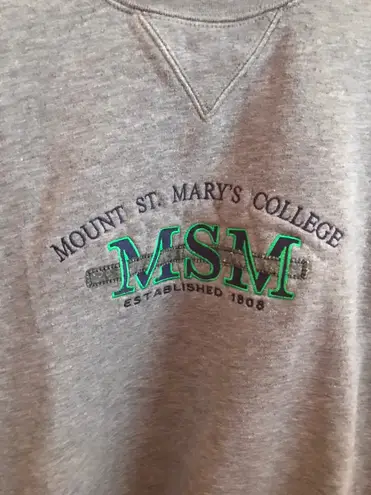 MOUNT ST. MARY'S COLLEGE
MSM
ESTABLISHED 1808